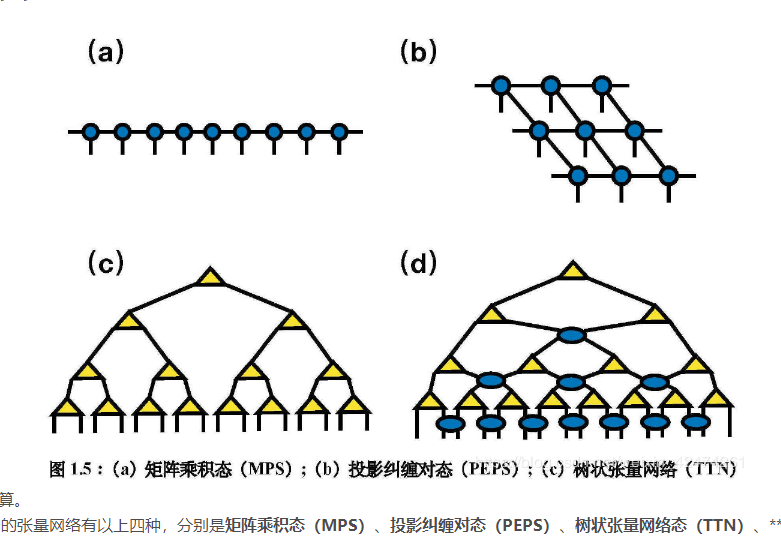 (a)
(b)
(c)
(d)
图 1.5：（a）矩阵乘积态（MPS）；（b）投影纠缠对态（PEPS）；（c）树状张量网络（TTN）
算。
的张量网络有以上四种，分别是矩阵乘积态（MPS）、投影纠缠对态（PEPS）、树状张量网络态（TTN）、**